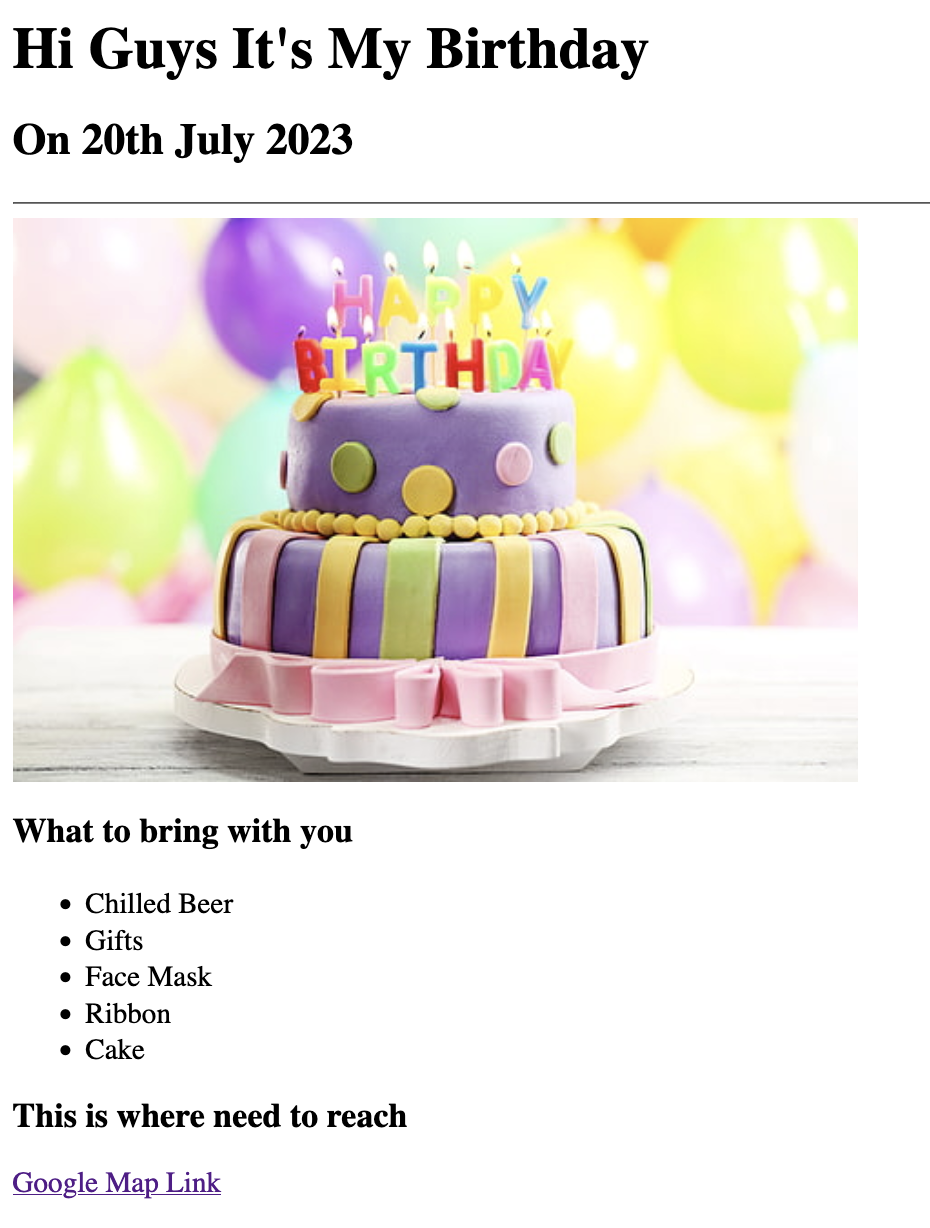 Hi Guys It's My Birthday
On 20th July 2023
HAPPY
BIRTHDAY
What to bring with you
Chilled Beer
Gifts
Face Mask
Ribbon
Cake
This is where need to reach
Google Map Link